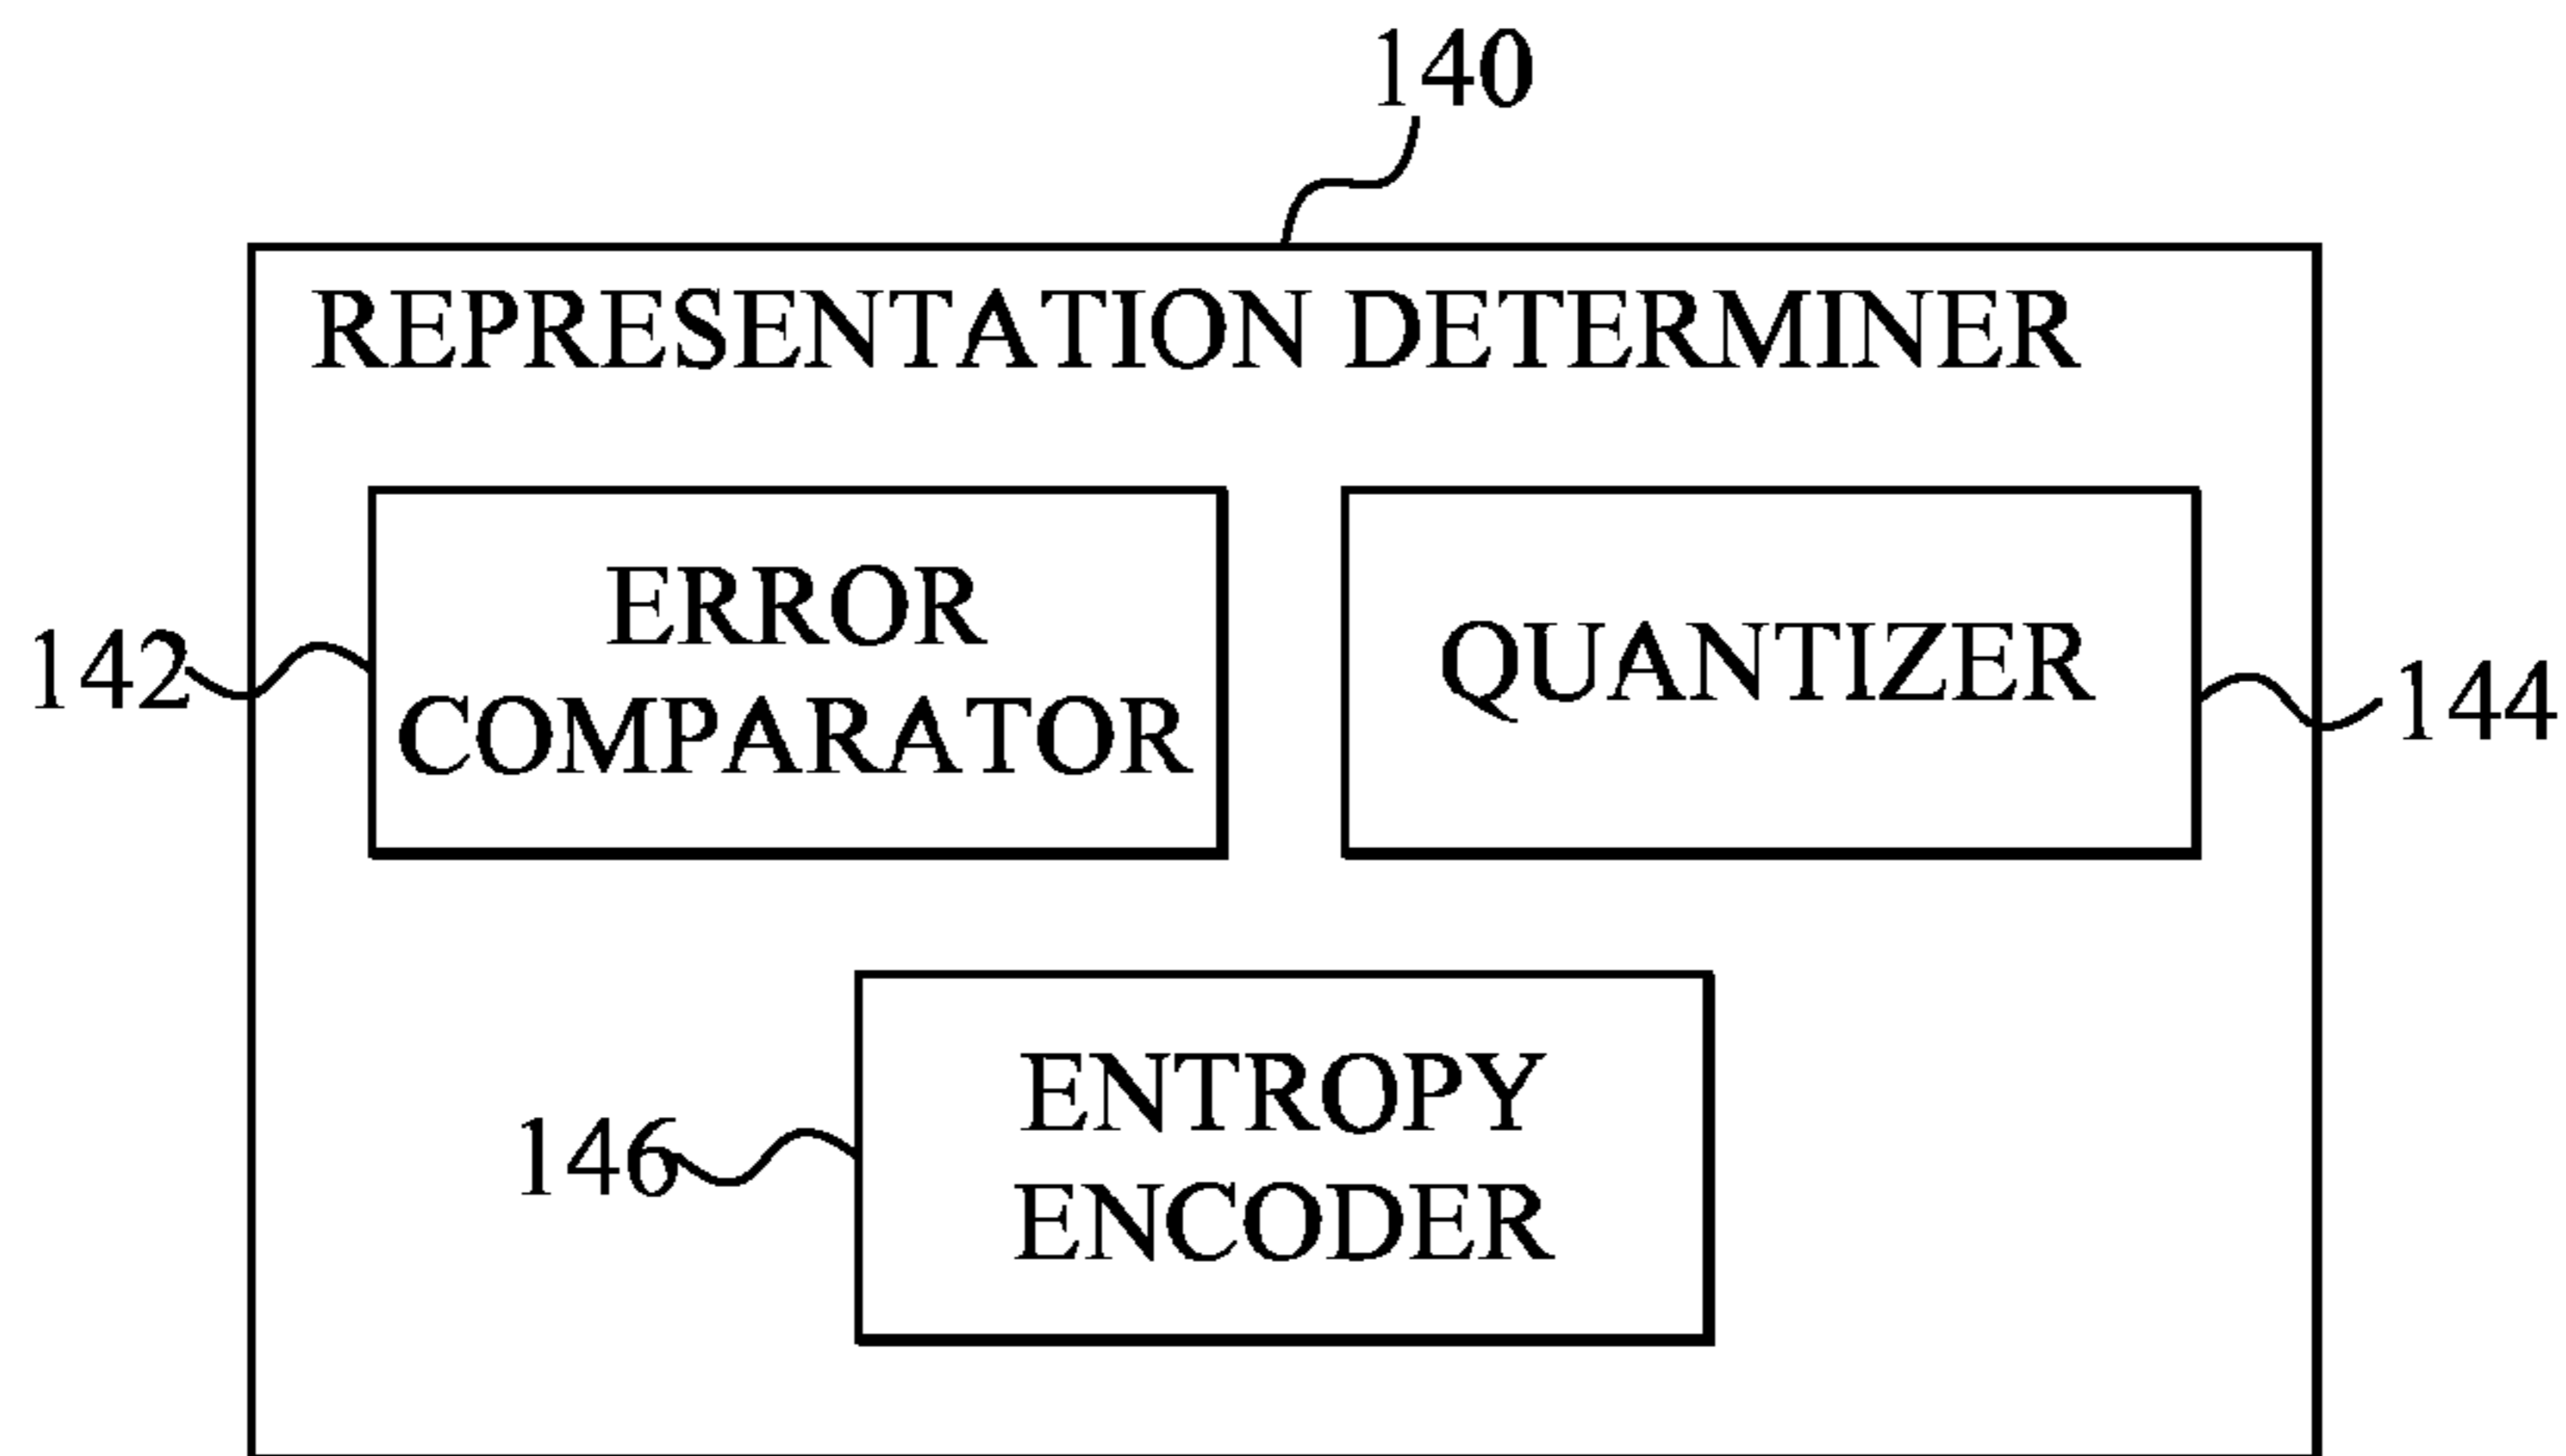 140
REPRESENTATION DETERMINER
ERROR
COMPARATOR
142
QUANTIZER
144
ENTROPY
ENCODER
146